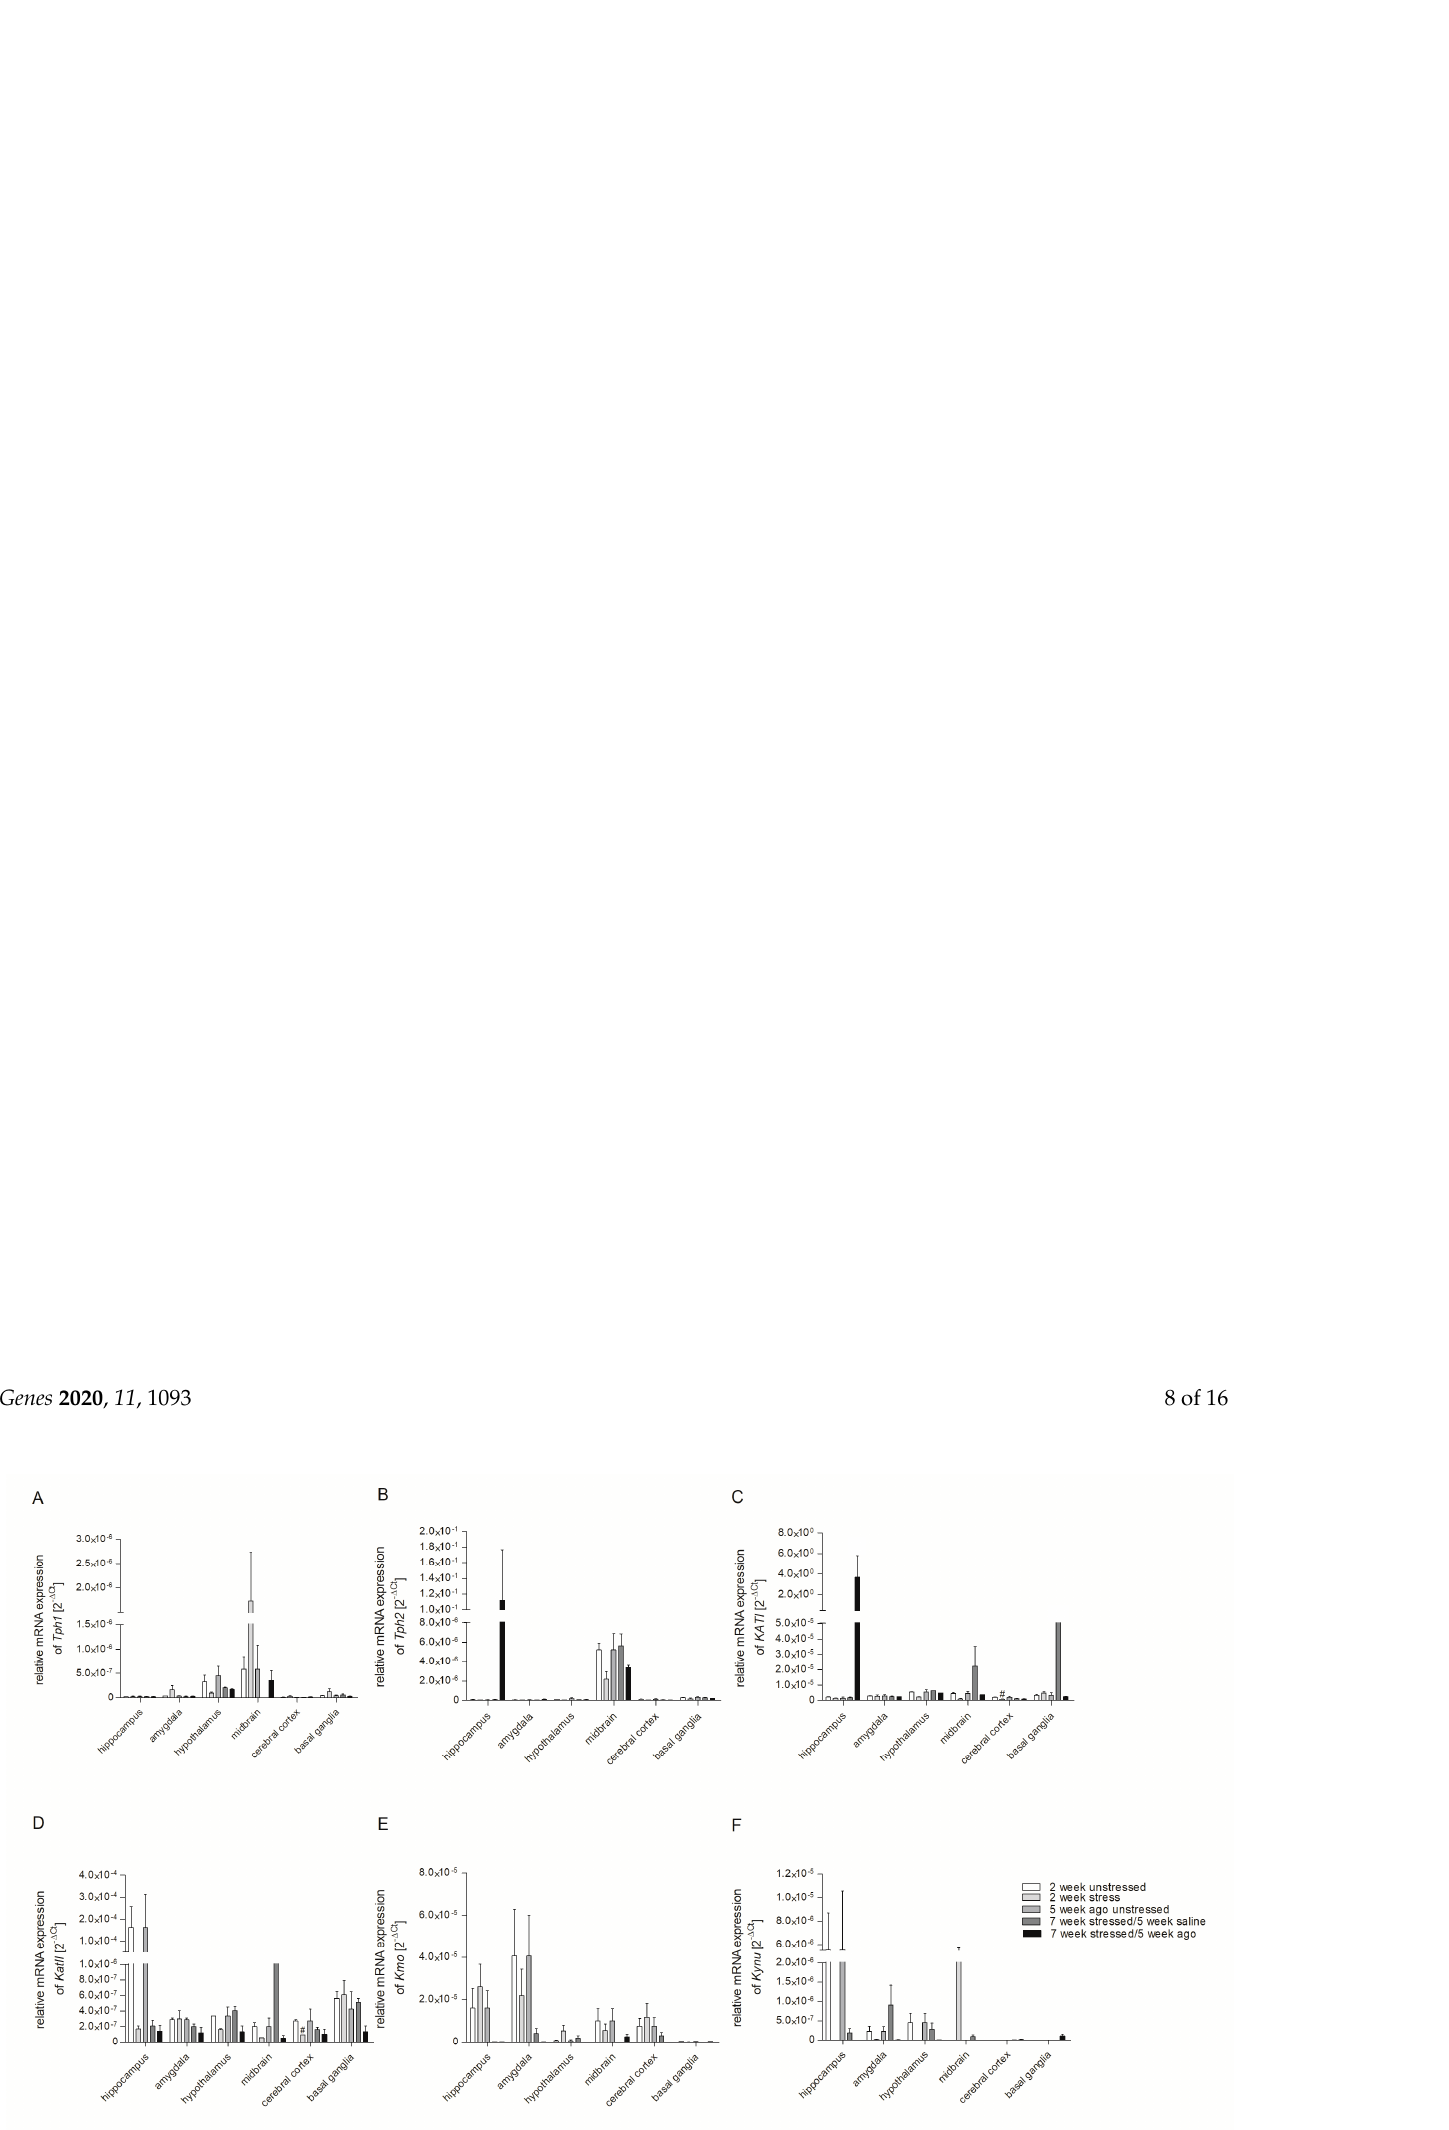 Genes 2020, 11, 1093
8 of 16
A
relative mRNA expression
of Tph1 [2-ΔCt]
3.0x10-6
2.5x10-6
2.0x10-6
1.5x10-6
1.0x10-6
5.0x10-7
0
hippocampus
amygdala
hypothalamus
midbrain
cerebral cortex
basal ganglia
B
relative mRNA expression
of Tph2 [2-ΔCt]
2.0x10-1
1.8x10-1
1.6x10-1
1.4x10-1
1.2x10-1
1.0x10-1
8.0x10-6
6.0x10-6
4.0x10-6
2.0x10-6
0
hippocampus
amygdala
hypothalamus
midbrain
cerebral cortex
basal ganglia
C
relative mRNA expression
of KATI [2-ΔCt]
8.0x100
6.0x100
4.0x100
2.0x100
5.0x10-5
4.0x10-5
3.0x10-5
2.0x10-5
1.0x10-5
0
#
hippocampus
amygdala
hypothalamus
midbrain
cerebral cortex
basal ganglia
D
relative mRNA expression
of KatII [2-ΔCt]
4.0x10-4
3.0x10-4
2.0x10-4
1.0x10-4
1.0x10-6
8.0x10-7
6.0x10-7
4.0x10-7
2.0x10-7
0
#
hippocampus
amygdala
hypothalamus
midbrain
cerebral cortex
basal ganglia
E
relative mRNA expression
of Kmo [2-ΔCt]
8.0x10-5
6.0x10-5
4.0x10-5
2.0x10-5
0
hippocampus
amygdala
hypothalamus
midbrain
cerebral cortex
basal ganglia
F
relative mRNA expression
of Kynu [2-ΔCt]
1.2x10-5
1.0x10-5
8.0x10-6
6.0x10-6
2.0x10-6
1.5x10-6
1.0x10-6
5.0x10-7
0
hippocampus
amygdala
hypothalamus
midbrain
cerebral cortex
basal ganglia
2 week unstressed
2 week stress
5 week ago unstressed
7 week stressed/5 week saline
7 week stressed/5 week ago